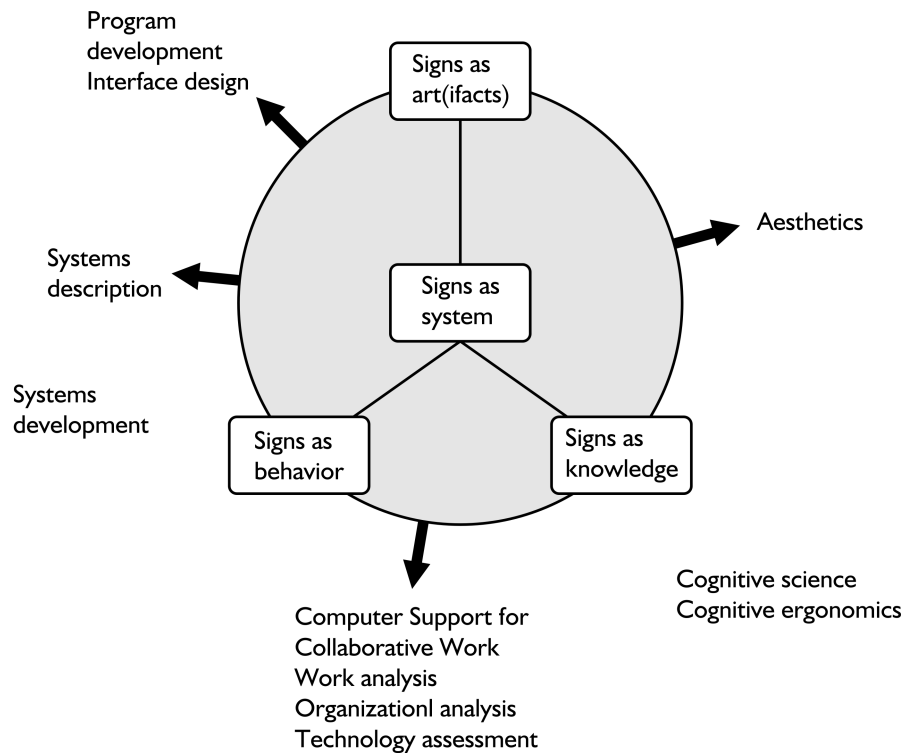 Program
development
Interface design
Signs as
art(ifacts)
Aesthetics
Systems
description
Signs as
system
Systems
development
Signs as
behavior
Signs as
knowledge
Cognitive science
Cognitive ergonomics
Computer Support for
Collaborative Work
Work analysis
Organizationl analysis
Technology assessment